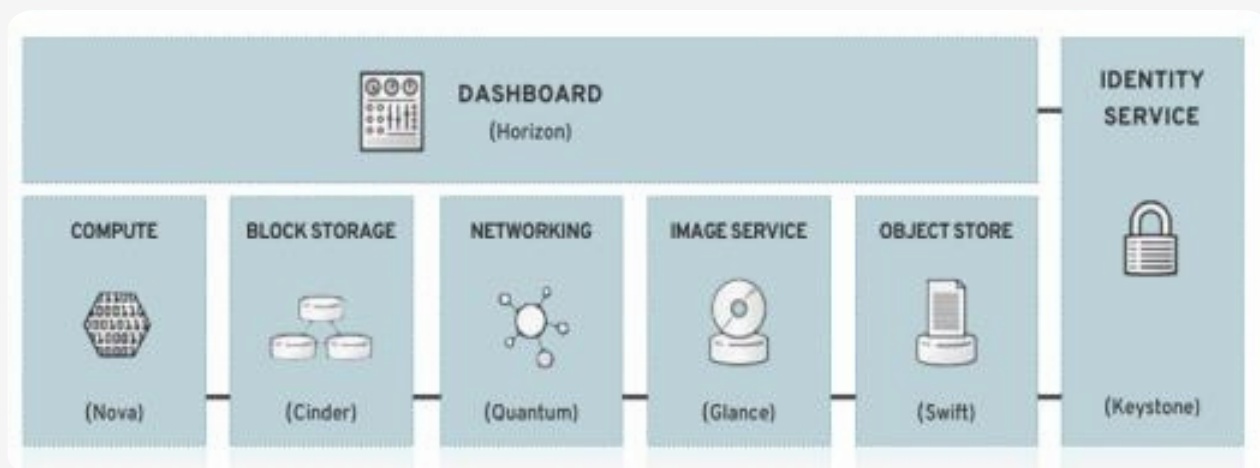 DASHBOARD
(Horizon)
IDENTITY
SERVICE
COMPUTE
BLOCK STORAGE
NETWORKING
IMAGE SERVICE
OBJECT STORE
(Nova)
(Cinder)
(Quantum)
(Glance)
(Swift)
(Keystone)